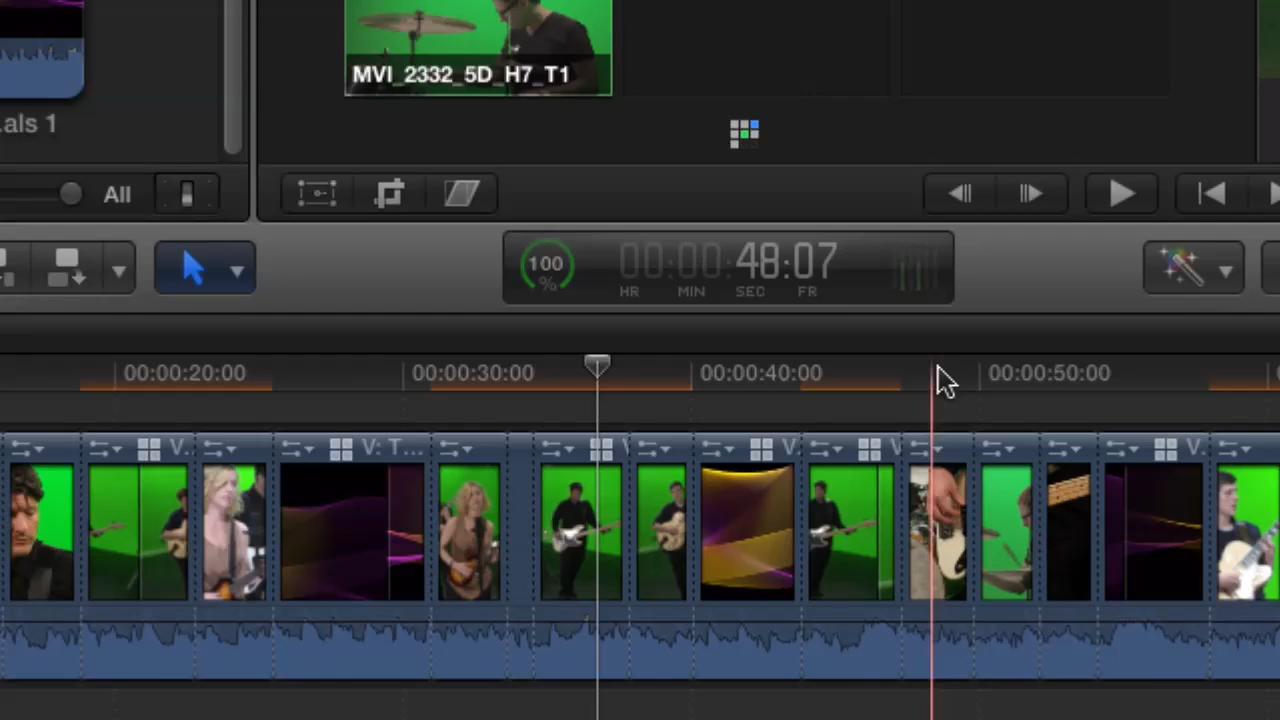 MVI_2332_5D_H7_T1
.als 1
All
100
%
00:00:48:07
HR MIN SEC FR
00:00:20:00 00:00:30:00 00:00:40:00 00:00:50:00
V. V: T... V V V.